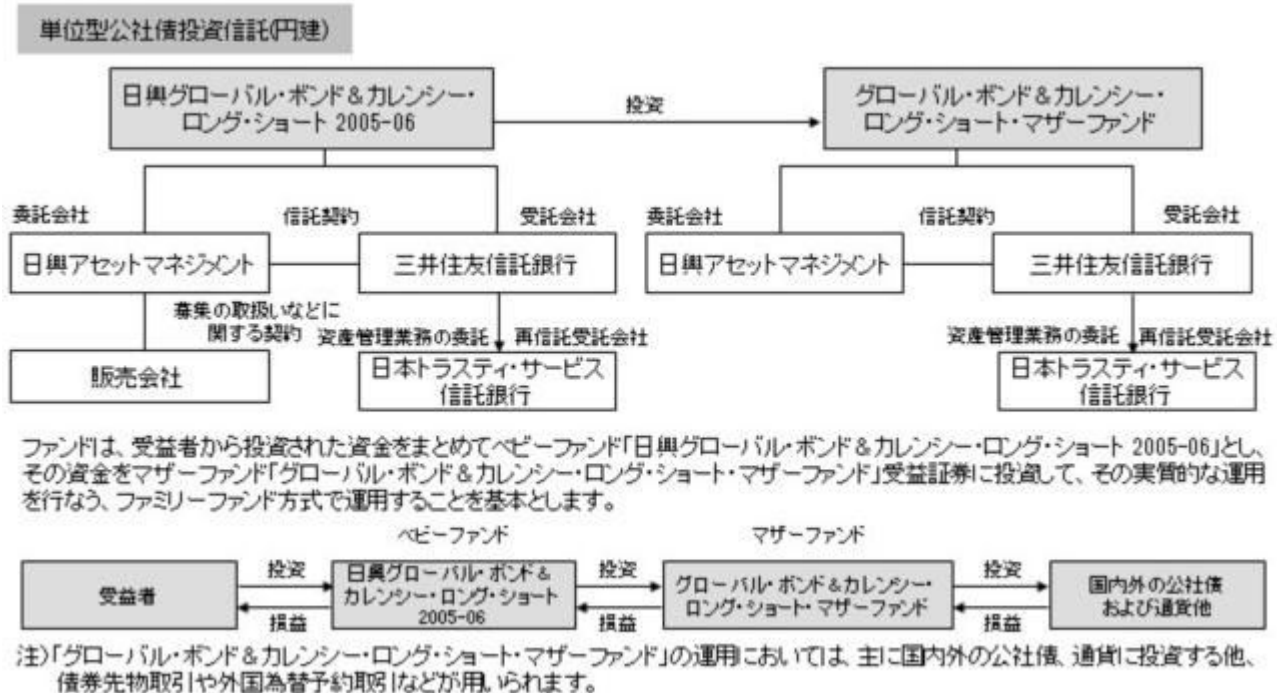 単位型公社債投資信託(円建)
日興グローバル・ボンド＆カレンシー・
ロング・ショート 2005-06
投資
グローバル・ボンド＆カレンシー・
ロング・ショート・マザーファンド
委託会社
信託契約
受託会社
委託会社
信託契約
受託会社
日興アセットマネジメント
三井住友信託銀行
日興アセットマネジメント
三井住友信託銀行
募集の取扱いなどに
関する契約
資産管理業務の委託
再信託受託会社
資産管理業務の委託
再信託受託会社
販売会社
日本トラスティ・サービス
信託銀行
日本トラスティ・サービス
信託銀行
ファンドは、受益者から投資された資金をまとめてベビーファンド「日興グローバル・ボンド＆カレンシー・ロング・ショート 2005-06」とし、
その資金をマザーファンド「グローバル・ボンド＆カレンシー・ロング・ショート・マザーファンド」受益証券に投資して、その実質的な運用
を行なう、ファミリーファンド方式で運用することを基本とします。
ベビーファンド
マザーファンド
受益者
投資
損益
日興グローバル・ボンド＆
カレンシー・ロング・ショート
2005-06
投資
損益
グローバル・ボンド＆カレンシー・
ロング・ショート・マザーファンド
投資
損益
国内外の公社債
および通貨他
注)「グローバル・ボンド＆カレンシー・ロング・ショート・マザーファンド」の運用においては、主に国内外の公社債、通貨に投資する他、
債券先物取引や外国為替予約取引などが用いられます。